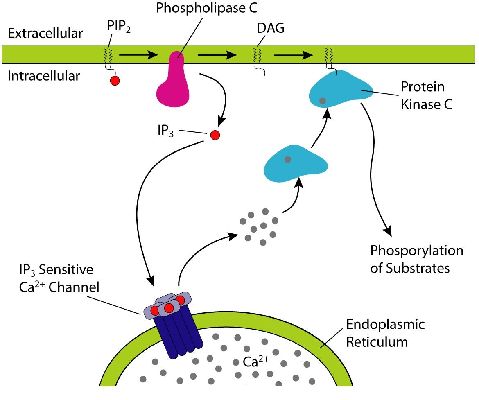 Phospholipase C
Extracellular
PIP2
DAG
Intracellular
Protein
Kinase C
IP3
Phosporylation
of Substrates
IP3 Sensitive
Ca2+ Channel
Endoplasmic
Reticulum
Ca2+